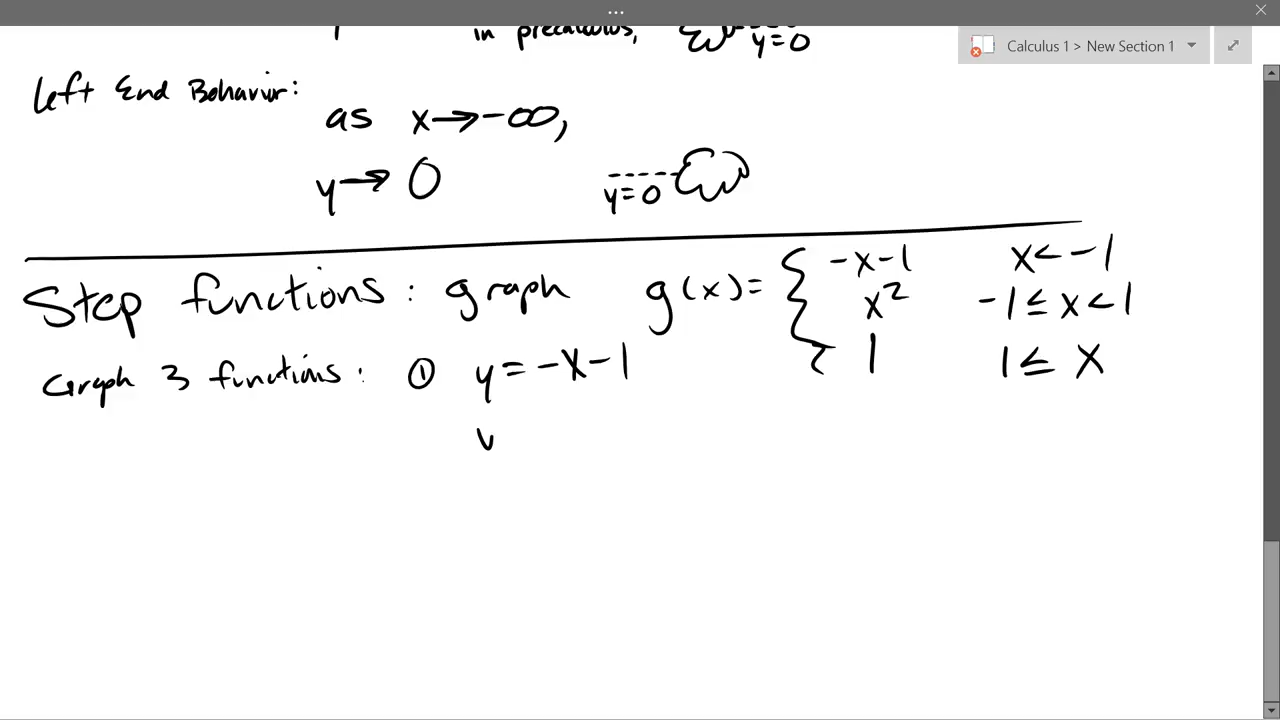 ...
Calculus 1 > New Section 1
in precalculus, y=0
Left End Behavior:
as x→-∞,
y→0 y=0
Step functions: graph g(x)= { -x-1 x<-1
x² -1≤x<1
1 1≤x
Graph 3 functions: ① y=-x-1